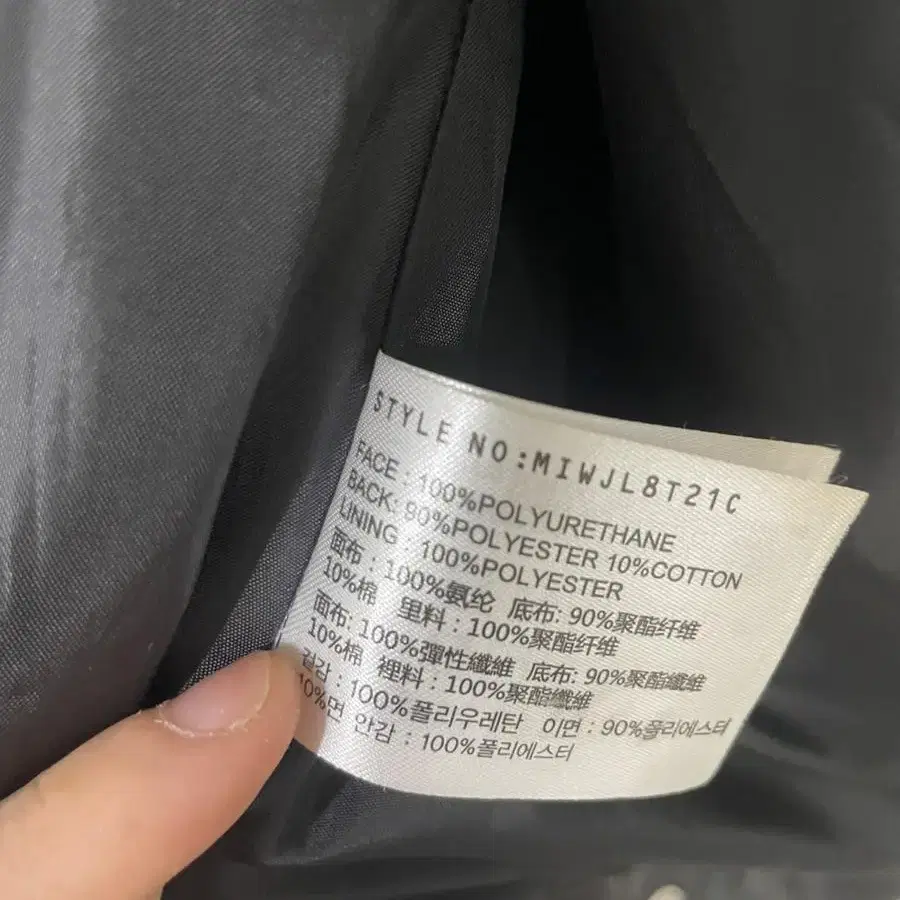 STYLE NO:MIWJL8T21C
FACE : 100%POLYURETHANE
BACK: 90%POLYESTER 10%COTTON
LINING : 100%POLYESTER
面布 : 100%氨纶 底布: 90%聚酯纤维
10%棉 里料 : 100%聚酯纤维
面布: 100%彈性纖維 底布: 90%聚酯纖維
10%棉 裡料 : 100%聚酯纖維
겉감 : 100%폴리우레탄 이면 : 90%폴리에스터
10%면 안감 : 100%폴리에스터